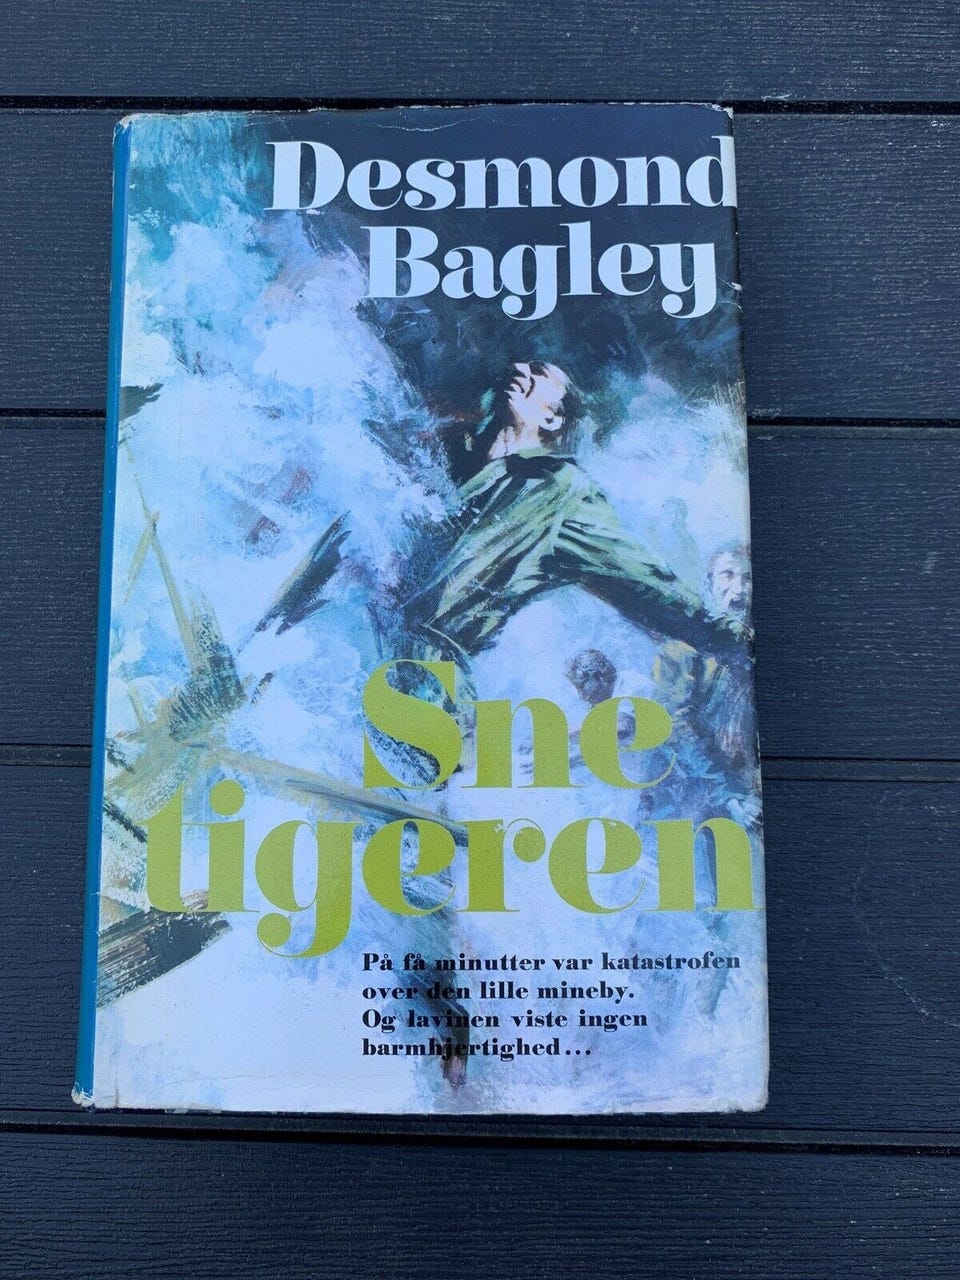 Desmond
Bagley
Sne
tigeren
På få minutter var katastrofen
over den lille mineby.
Og lavinen viste ingen
barmhjertighed...